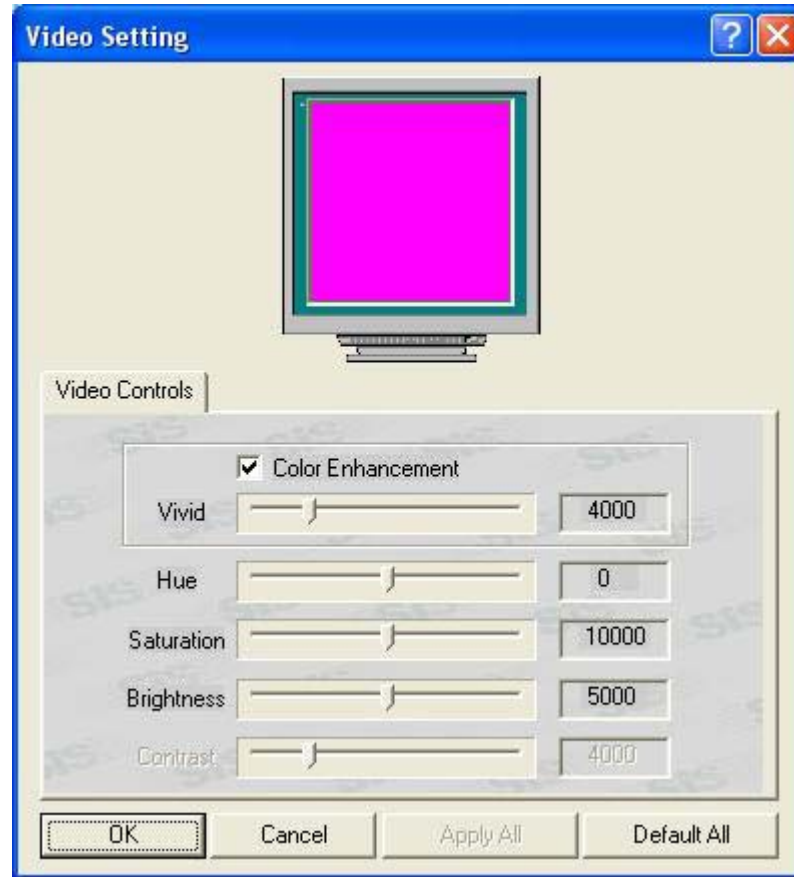 Video Setting
Video Controls
Color Enhancement
Vivid 4000
Hue 0
Saturation 10000
Brightness 5000
Contrast 4000
OK Cancel Apply All Default All
SiS